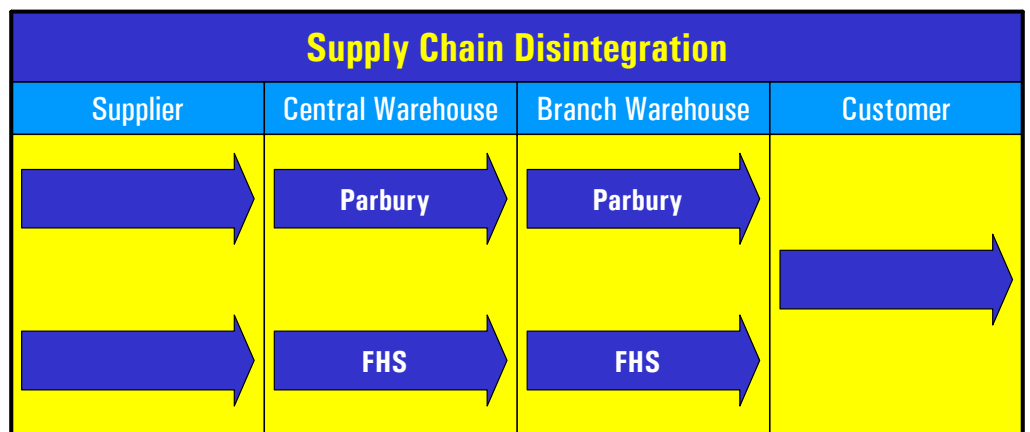 Supply Chain Disintegration
Supplier
Central Warehouse
Branch Warehouse
Customer
Parbury
Parbury
FHS
FHS